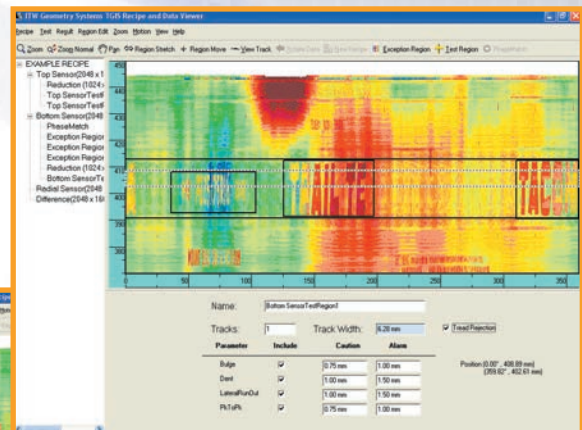 ITW Geometry Systems TGIS Recipe and Data Viewer
Recipe Test Result Region Edit Zoom Motion View Help
Zoom Zoom Normal Pan Region Stretch Region Move View Track Exception Region Test Region
EXAMPLE RECIPE
Top Sensor(2048 x 1
Reduction (1024x
Top SensorTestF
Top SensorTestF
Bottom Sensor(2048
PhaseMatch
Exception Region
Exception Region
Exception Region
Reduction (1024x
Bottom SensorTe
Radial Sensor(2048
Difference(2048 x 16
450
440
430
420
410
400
390
380
0 50 100 150 200 250 300 350
Name: Bottom SensorTestRegion1
Tracks: 1 Track Width: 6.28 mm Tread Rejection
Parameter Include Caution Alarm
Bulge 0.75 mm 1.00 mm
Dent 1.00 mm 1.50 mm
LateralRunOut 1.00 mm 1.50 mm
PkToPk 0.75 mm 1.00 mm
Position (0.00°, 408.89 mm)
(359.82°, 402.61 mm)